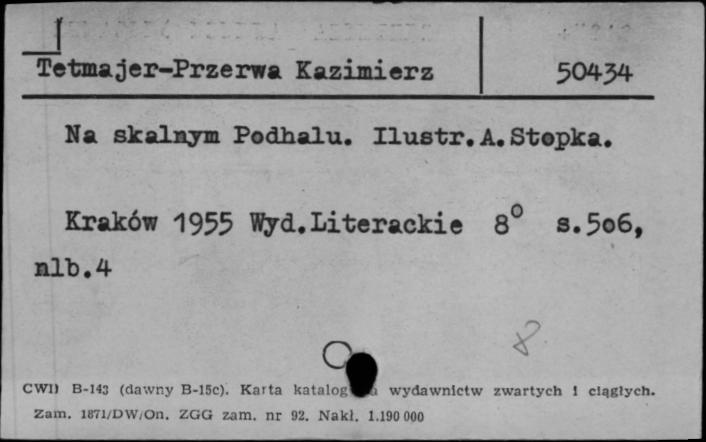 Tetmajer-Przerwa Kazimierz 50434
Na skalnym Podhalu. Ilustr.A.Stopka.
Kraków 1955 Wyd.Literackie 8° s.506,
nlb.4
8
CWD B-143 (dawny B-15c). Karta wydawnictw zwartych i ciągłych.
Zam. 1871/DW/On. ZGG zam. nr 92. Nakł. 1.190 000